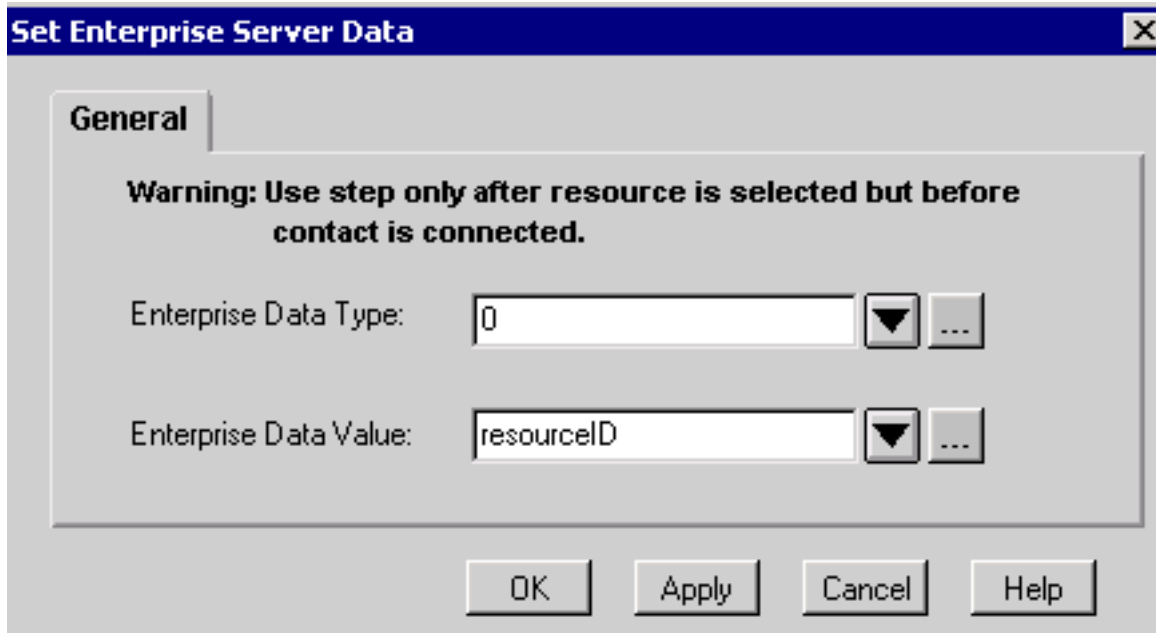 Set Enterprise Server Data
General
Warning: Use step only after resource is selected but before
contact is connected.
Enterprise Data Type: 0 ...
Enterprise Data Value: resourceID ...
OK Apply Cancel Help